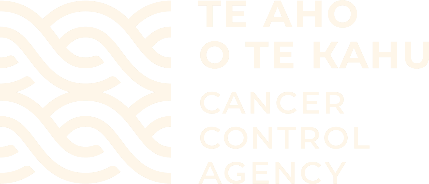 TE AHO
O TE KAHU
CANCER
CONTROL
AGENCY